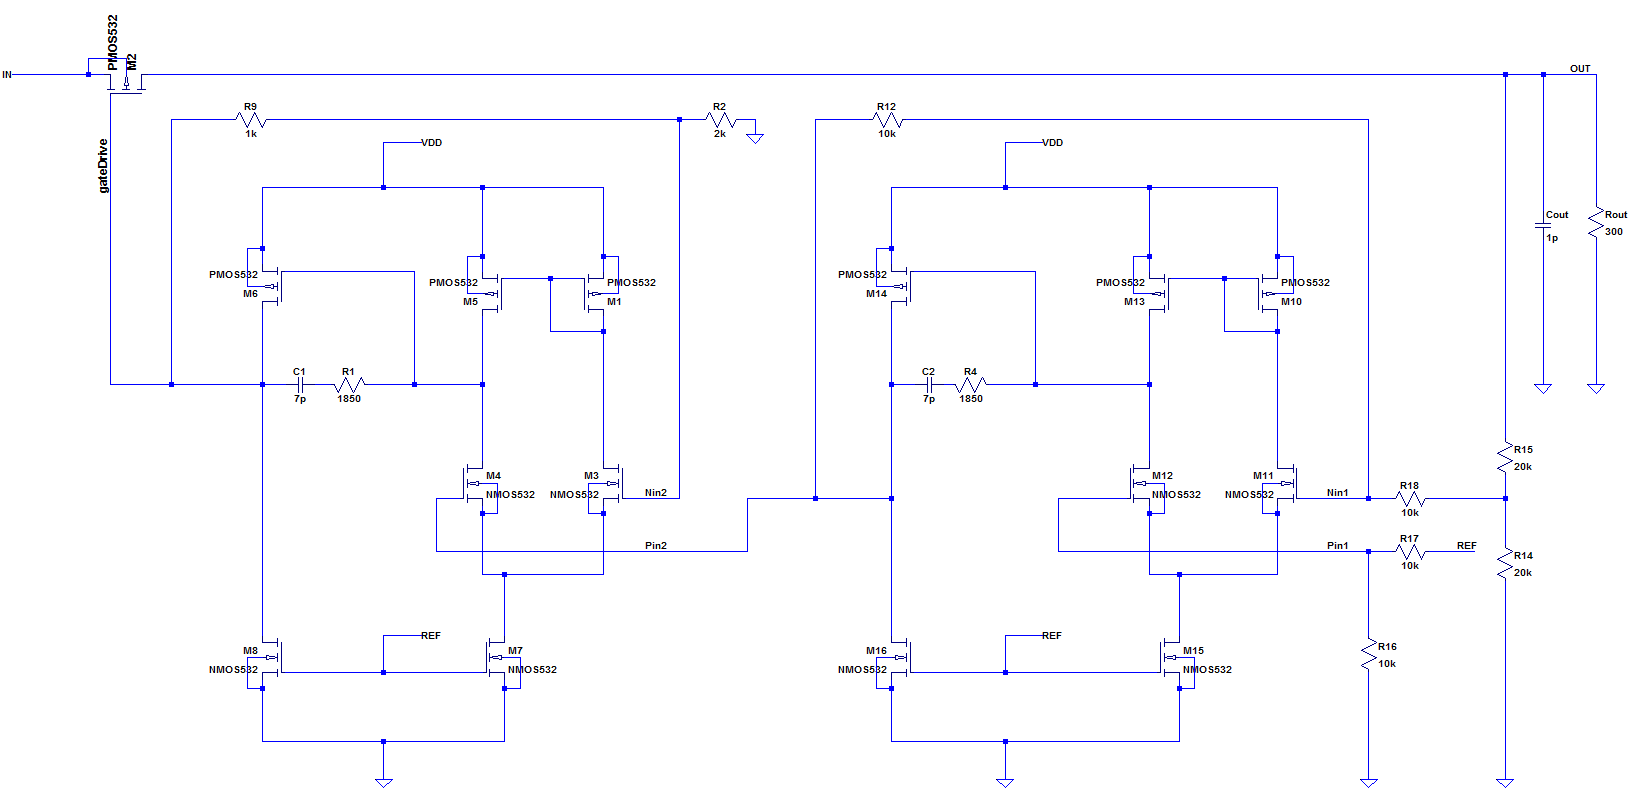 PMOS532
M2
IN
OUT
gateDrive
R9
1k
R2
2k
R12
10k
VDD
VDD
Cout
1p
Rout
300
PMOS532
M6
PMOS532
M5
PMOS532
M1
PMOS532
M14
PMOS532
M13
PMOS532
M10
C1
7p
R1
1850
C2
7p
R4
1850
M4
NMOS532
M3
NMOS532
Nin2
Pin2
M12
NMOS532
M11
NMOS532
Nin1
R18
10k
R15
20k
Pin1
R17
10k
REF
R14
20k
REF
REF
M8
NMOS532
M7
NMOS532
M16
NMOS532
M15
NMOS532
R16
10k